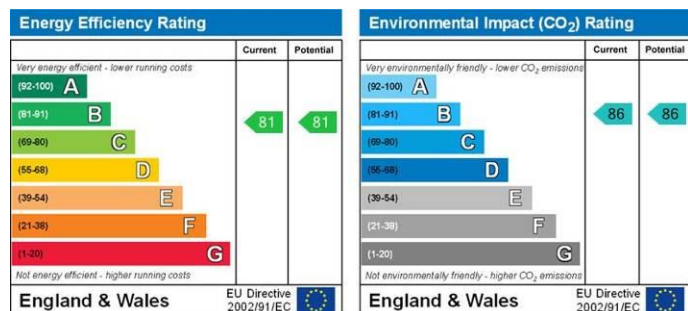 Energy Efficiency Rating
Current Potential
Very energy efficient - lower running costs
(92-100) A
(81-91) B
81 81
(69-80) C
(55-68) D
(39-54) E
(21-38) F
(1-20) G
Not energy efficient - higher running costs
England & Wales
EU Directive
2002/91/EC
Environmental Impact (CO₂) Rating
Current Potential
Very environmentally friendly - lower CO₂ emissions
(92-100) A
(81-91) B
86 86
(69-80) C
(55-68) D
(39-54) E
(21-38) F
(1-20) G
Not environmentally friendly - higher CO₂ emissions
England & Wales
EU Directive
2002/91/EC